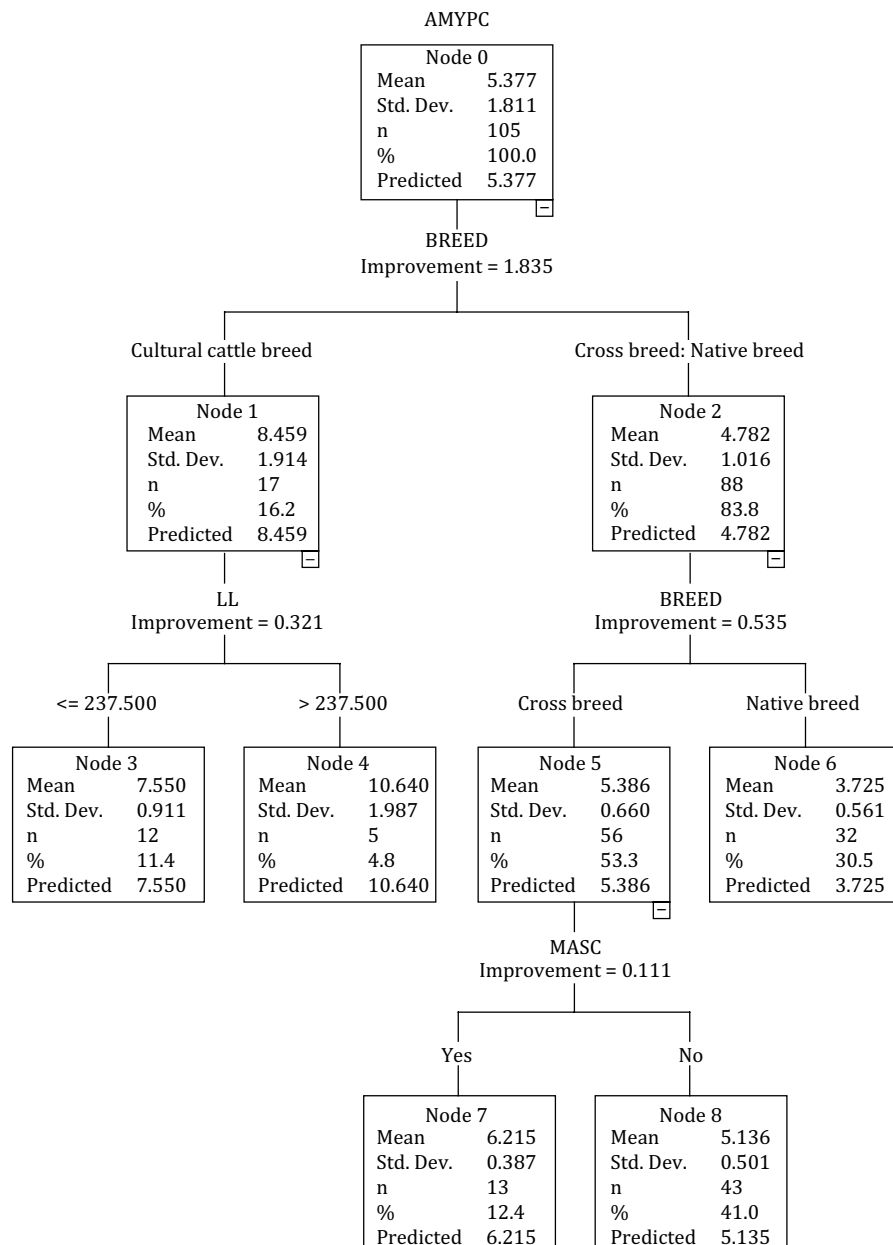 AMYPC
Node 0
Mean 5.377
Std. Dev. 1.811
n 105
% 100.0
Predicted 5.377
BREED
Improvement = 1.835
Cultural cattle breed
Cross breed: Native breed
Node 1
Mean 8.459
Std. Dev. 1.914
n 17
% 16.2
Predicted 8.459
Node 2
Mean 4.782
Std. Dev. 1.016
n 88
% 83.8
Predicted 4.782
LL
Improvement = 0.321
BREED
Improvement = 0.535
<= 237.500
> 237.500
Cross breed
Native breed
Node 3
Mean 7.550
Std. Dev. 0.911
n 12
% 11.4
Predicted 7.550
Node 4
Mean 10.640
Std. Dev. 1.987
n 5
% 4.8
Predicted 10.640
Node 5
Mean 5.386
Std. Dev. 0.660
n 56
% 53.3
Predicted 5.386
Node 6
Mean 3.725
Std. Dev. 0.561
n 32
% 30.5
Predicted 3.725
MASC
Improvement = 0.111
Yes
No
Node 7
Mean 6.215
Std. Dev. 0.387
n 13
% 12.4
Predicted 6.215
Node 8
Mean 5.136
Std. Dev. 0.501
n 43
% 41.0
Predicted 5.135